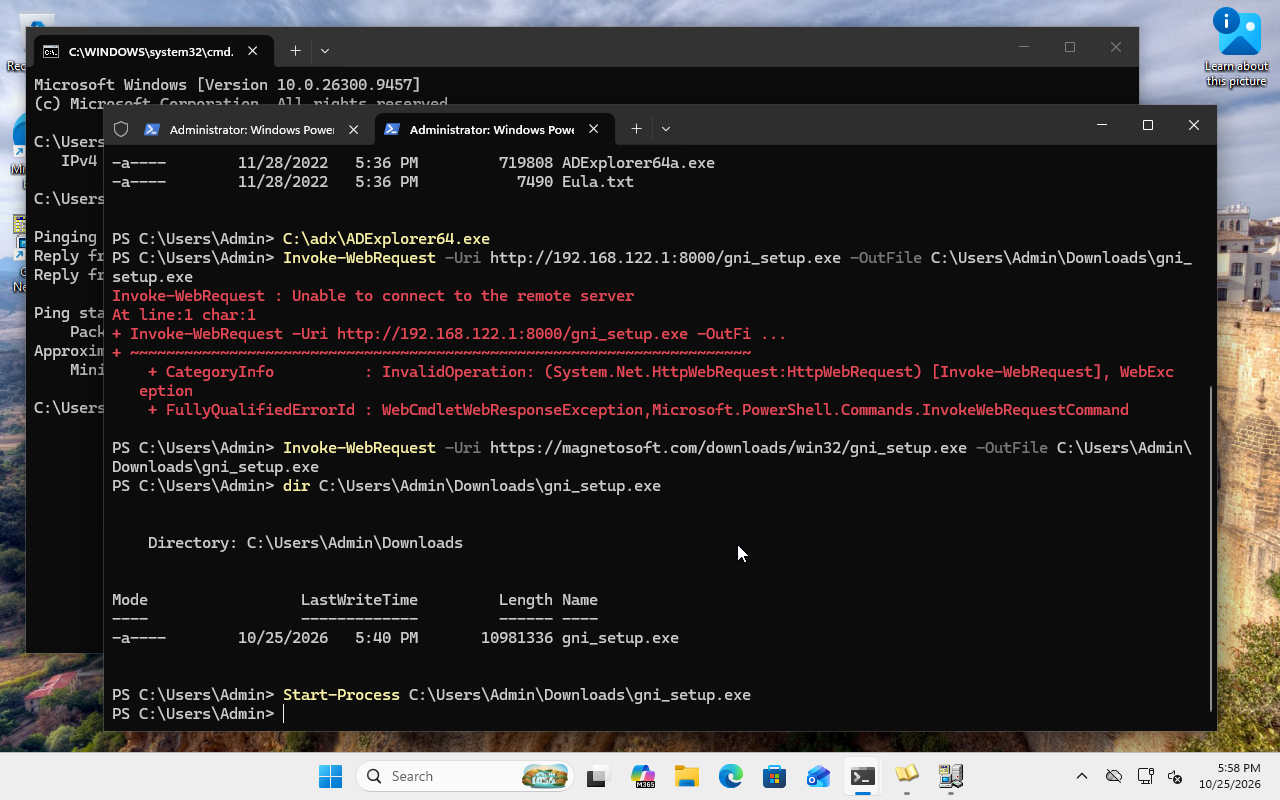 Learn about
this picture
C:\WINDOWS\system32\cmd.
Microsoft Windows [Version 10.0.26300.9457]
(c) Microsoft Corporation. All rights reserved
C:\Users
IPv4
C:\Users
Pinging
Reply fr
Reply fr
Ping sta
Pack
Approxim
Mini
C:\Users
Administrator: Windows Power
Administrator: Windows Powe
-a---- 11/28/2022 5:36 PM 719808 ADExplorer64a.exe
-a---- 11/28/2022 5:36 PM 7490 Eula.txt
PS C:\Users\Admin> C:\adx\ADExplorer64.exe
PS C:\Users\Admin> Invoke-WebRequest -Uri http://192.168.122.1:8000/gni_setup.exe -OutFile C:\Users\Admin\Downloads\gni_
setup.exe
Invoke-WebRequest : Unable to connect to the remote server
At line:1 char:1
+ Invoke-WebRequest -Uri http://192.168.122.1:8000/gni_setup.exe -OutFi ...
+ ~~~~~~~~~~~~~~~~~~~~~~~~~~~~~~~~~~~~~~~~~~~~~~~~~~~~~~~~~~~~~~~~~~~~~
+ CategoryInfo : InvalidOperation: (System.Net.HttpWebRequest:HttpWebRequest) [Invoke-WebRequest], WebExc
eption
+ FullyQualifiedErrorId : WebCmdletWebResponseException,Microsoft.PowerShell.Commands.InvokeWebRequestCommand
PS C:\Users\Admin> Invoke-WebRequest -Uri https://magnetosoft.com/downloads/win32/gni_setup.exe -OutFile C:\Users\Admin\
Downloads\gni_setup.exe
PS C:\Users\Admin> dir C:\Users\Admin\Downloads\gni_setup.exe
Directory: C:\Users\Admin\Downloads
Mode LastWriteTime Length Name
---- ------------- ------ ----
-a---- 10/25/2026 5:40 PM 10981336 gni_setup.exe
PS C:\Users\Admin> Start-Process C:\Users\Admin\Downloads\gni_setup.exe
PS C:\Users\Admin>
Search
M365
5:58 PM
10/25/2026